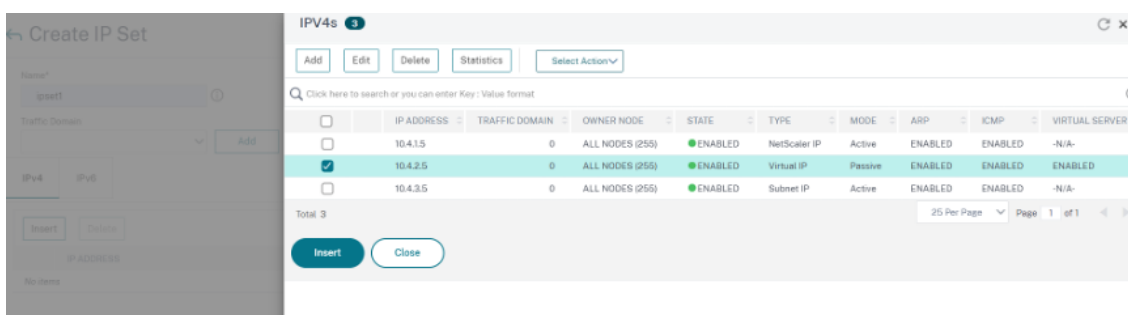 Create IP Set
Name*
ipset1
Traffic Domain
Add
IPv4 IPv6
Insert Delete
IP ADDRESS
No items
IPV4s 3
Add Edit Delete Statistics Select Action
Click here to search or you can enter Key : Value format
IP ADDRESS TRAFFIC DOMAIN OWNER NODE STATE TYPE MODE ARP ICMP VIRTUAL SERVER
10.4.1.5 0 ALL NODES (255) ENABLED NetScaler IP Active ENABLED ENABLED -N/A-
10.4.2.5 0 ALL NODES (255) ENABLED Virtual IP Passive ENABLED ENABLED ENABLED
10.4.3.5 0 ALL NODES (255) ENABLED Subnet IP Active ENABLED ENABLED -N/A-
Total 3 25 Per Page Page 1 of 1
Insert Close